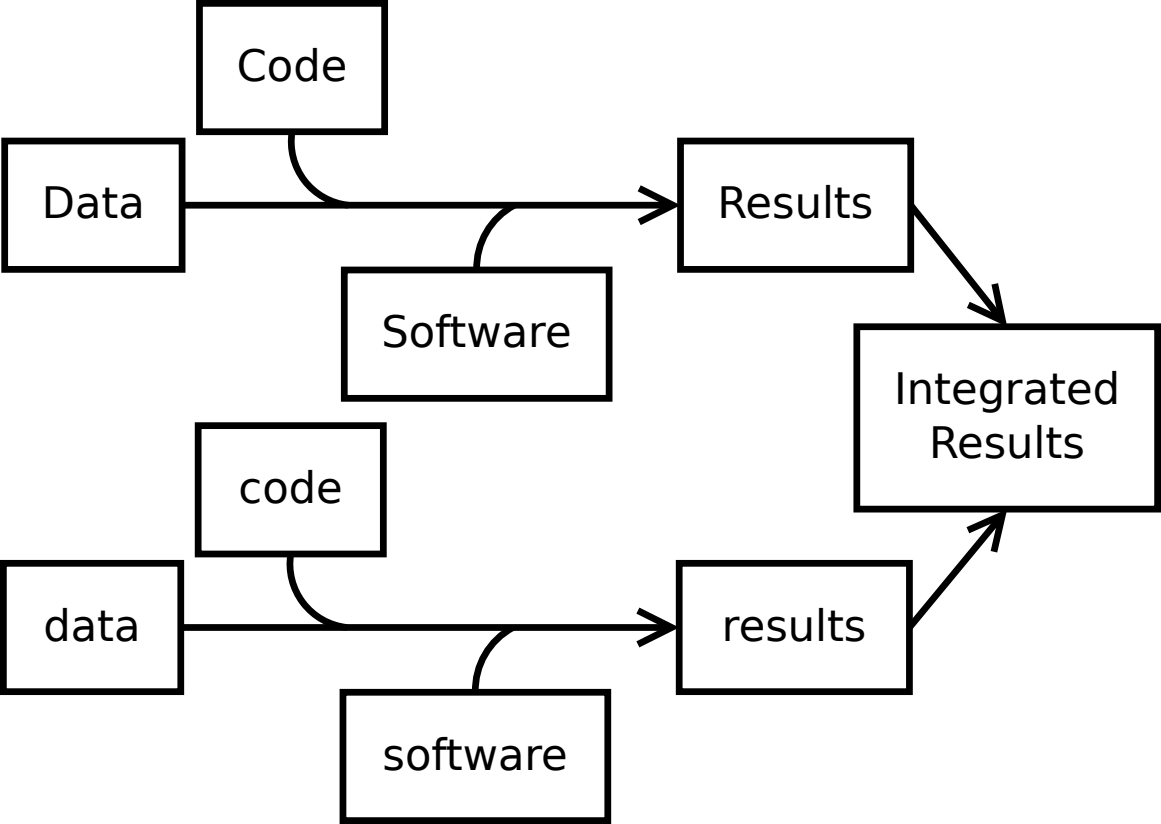 Code
Data
Results
Software
Integrated
Results
code
data
results
software